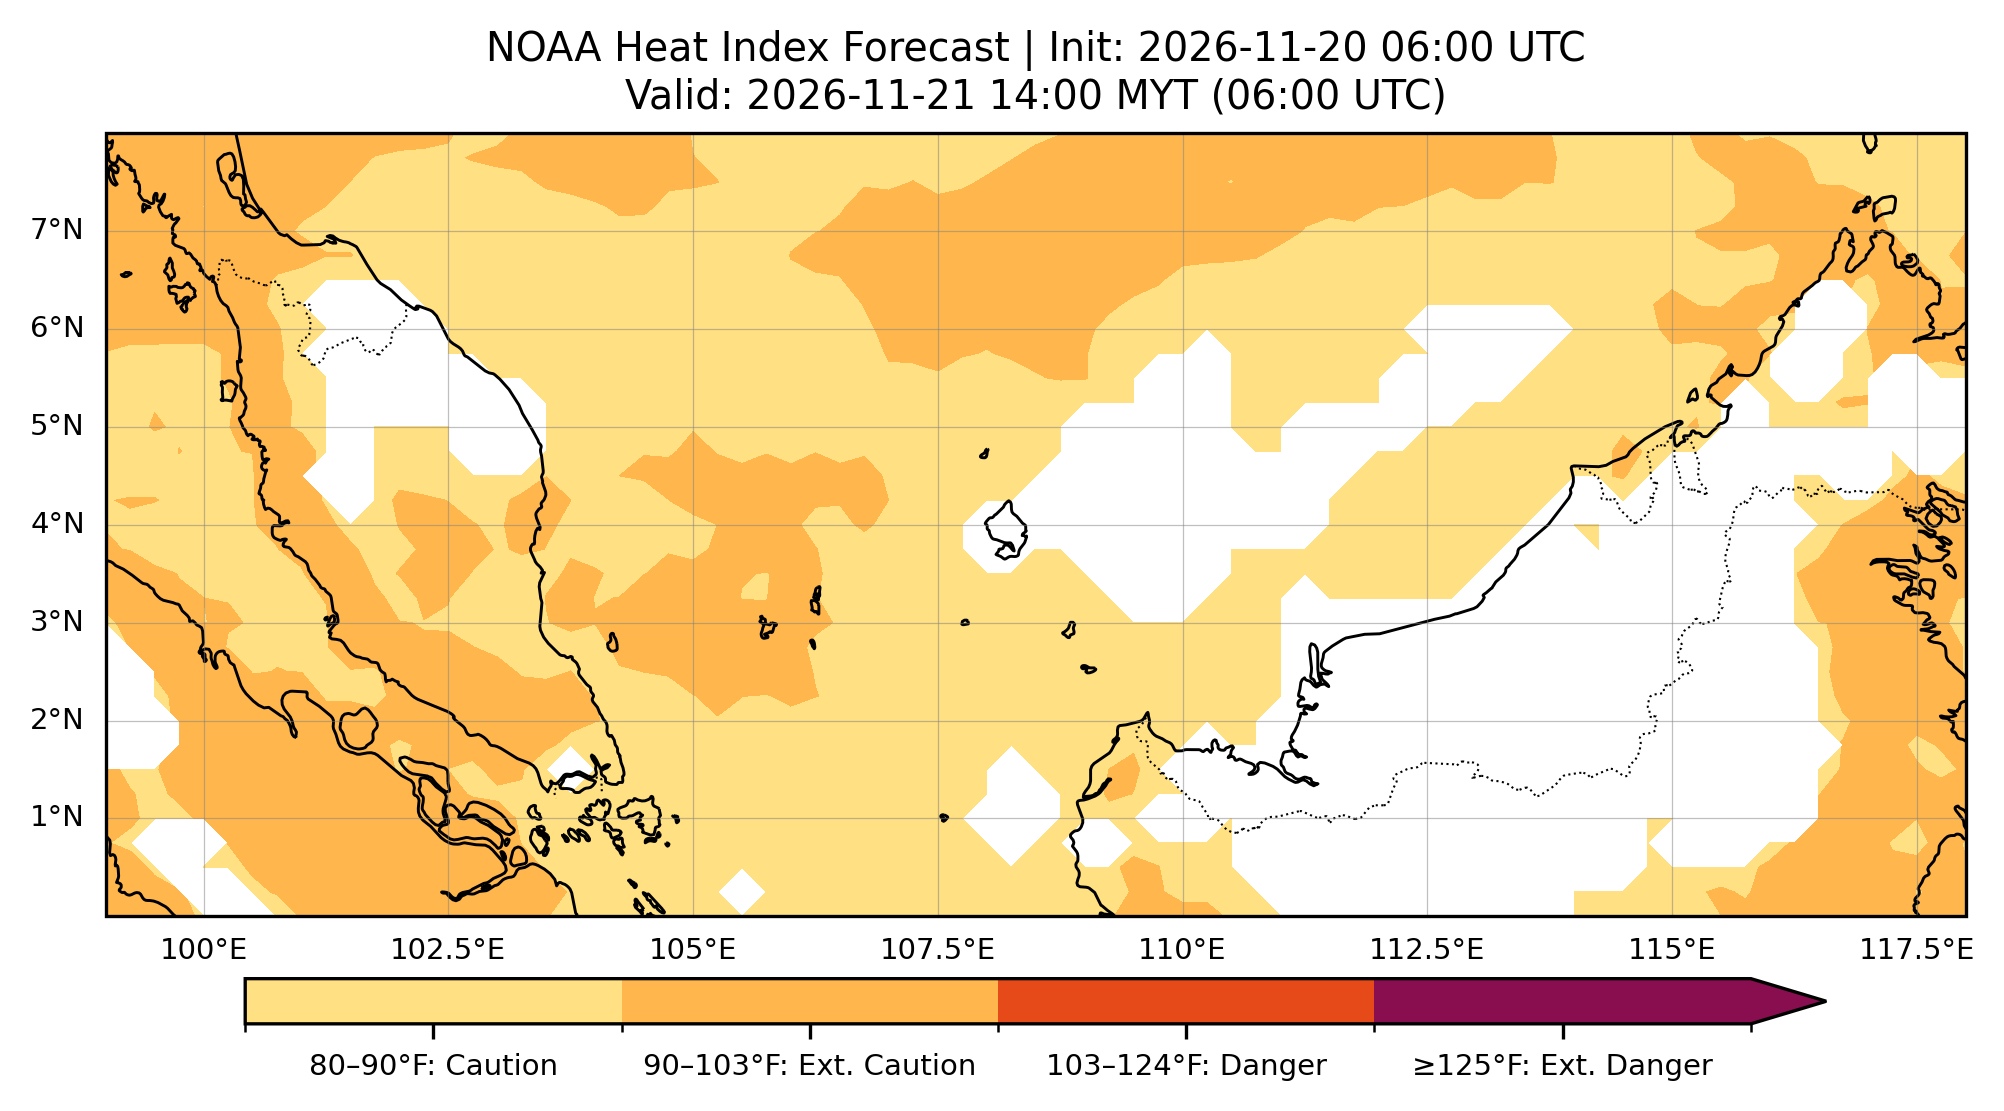 NOAA Heat Index Forecast | Init: 2026-11-20 06:00 UTC
Valid: 2026-11-21 14:00 MYT (06:00 UTC)
7°N
6°N
5°N
4°N
3°N
2°N
1°N
100°E 102.5°E 105°E 107.5°E 110°E 112.5°E 115°E 117.5°E
80–90°F: Caution 90–103°F: Ext. Caution 103–124°F: Danger ≥125°F: Ext. Danger